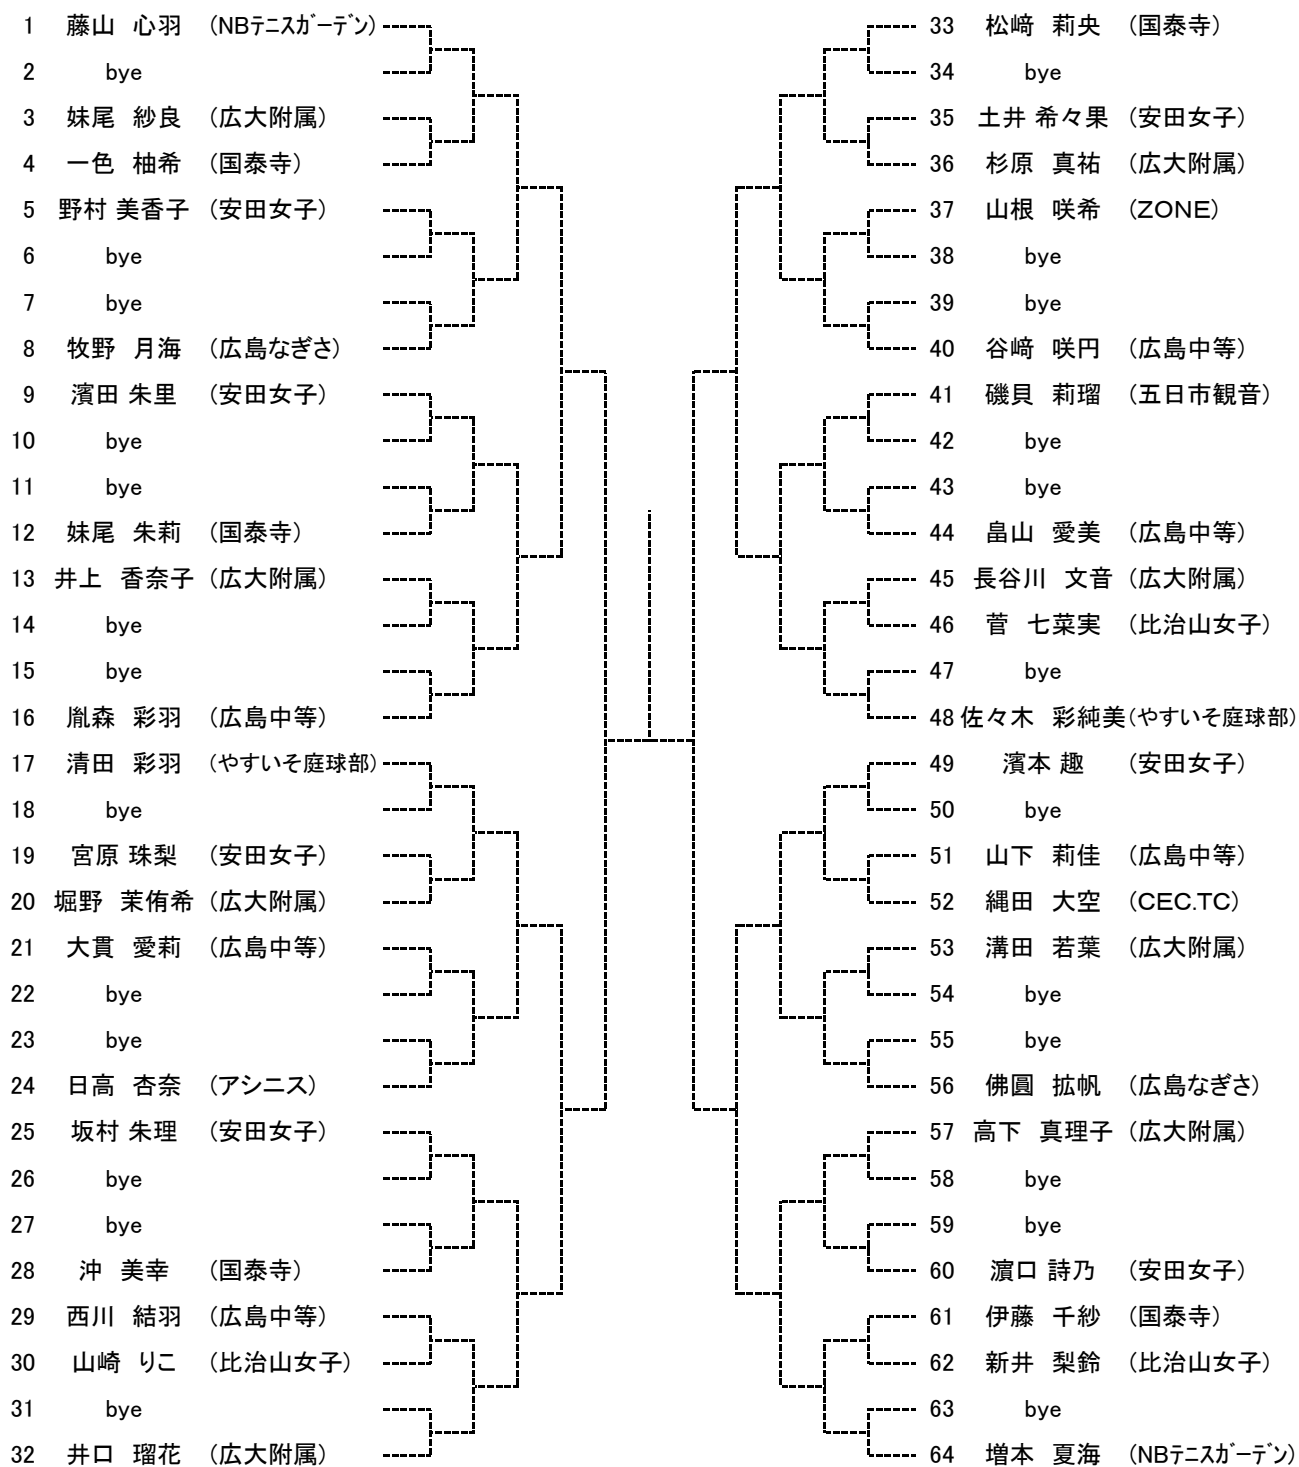 1 藤山 心羽 (NBテニスガーデン)
2 bye
3 妹尾 紗良 (広大附属)
4 一色 柚希 (国泰寺)
5 野村 美香子 (安田女子)
6 bye
7 bye
8 牧野 月海 (広島なぎさ)
9 濱田 朱里 (安田女子)
10 bye
11 bye
12 妹尾 朱莉 (国泰寺)
13 井上 香奈子 (広大附属)
14 bye
15 bye
16 胤森 彩羽 (広島中等)
17 清田 彩羽 (やすいそ庭球部)
18 bye
19 宮原 珠梨 (安田女子)
20 堀野 茉侑希 (広大附属)
21 大貫 愛莉 (広島中等)
22 bye
23 bye
24 日高 杏奈 (アシニス)
25 坂村 朱理 (安田女子)
26 bye
27 bye
28 沖 美幸 (国泰寺)
29 西川 結羽 (広島中等)
30 山崎 りこ (比治山女子)
31 bye
32 井口 瑠花 (広大附属)
33 松﨑 莉央 (国泰寺)
34 bye
35 土井 希々果 (安田女子)
36 杉原 真祐 (広大附属)
37 山根 咲希 (ZONE)
38 bye
39 bye
40 谷﨑 咲円 (広島中等)
41 磯貝 莉瑠 (五日市観音)
42 bye
43 bye
44 畠山 愛美 (広島中等)
45 長谷川 文音 (広大附属)
46 菅 七菜実 (比治山女子)
47 bye
48 佐々木 彩純美 (やすいそ庭球部)
49 濱本 趣 (安田女子)
50 bye
51 山下 莉佳 (広島中等)
52 縄田 大空 (CEC.TC)
53 溝田 若葉 (広大附属)
54 bye
55 bye
56 佛圓 拡帆 (広島なぎさ)
57 高下 真理子 (広大附属)
58 bye
59 bye
60 濵口 詩乃 (安田女子)
61 伊藤 千紗 (国泰寺)
62 新井 梨鈴 (比治山女子)
63 bye
64 増本 夏海 (NBテニスガーデン)